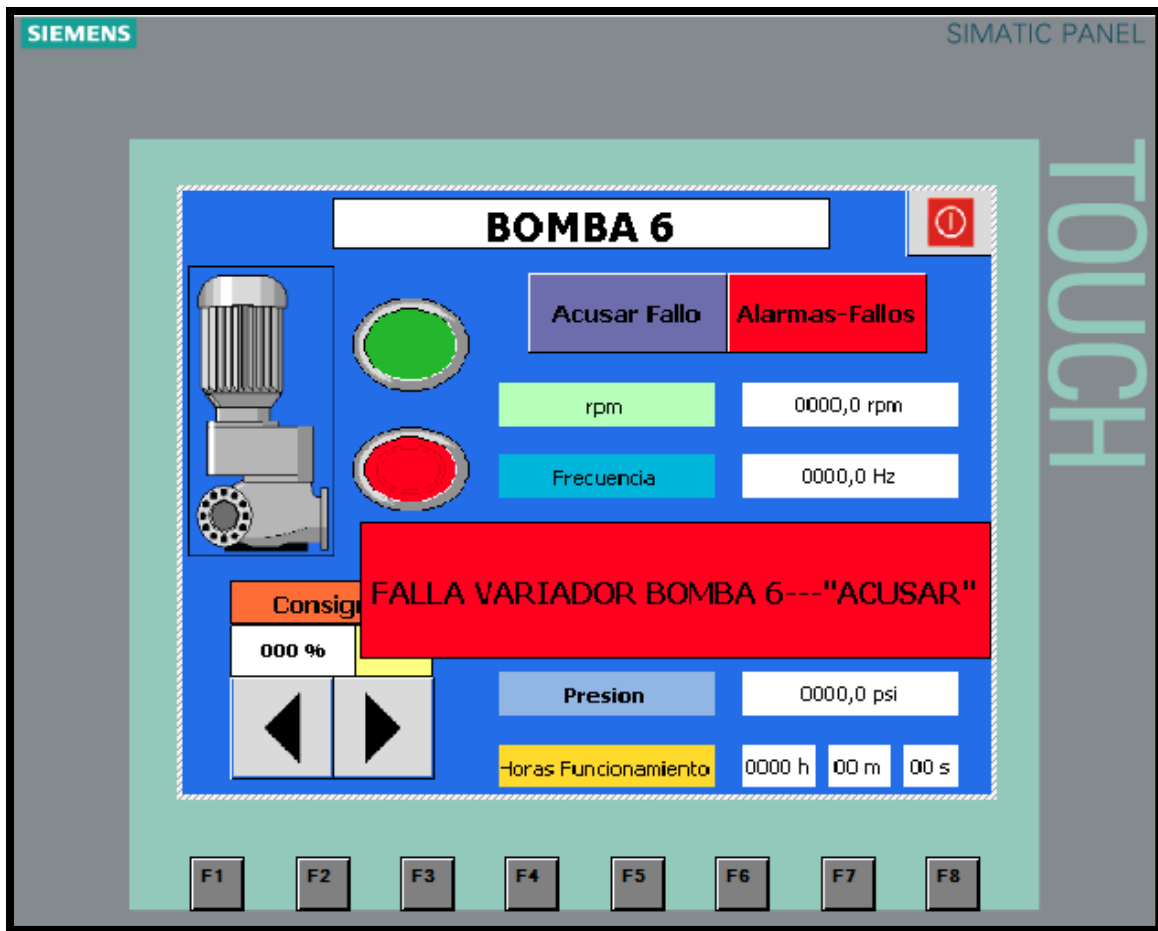 SIEMENS
SIMATIC PANEL
TOUCH
BOMBA 6
Acusar Fallo
Alarmas-Fallos
rpm
0000,0 rpm
Frecuencia
0000,0 Hz
FALLA VARIADOR BOMBA 6---"ACUSAR"
Consig
000 %
Presion
0000,0 psi
Horas Funcionamiento
0000 h
00 m
00 s
F1
F2
F3
F4
F5
F6
F7
F8